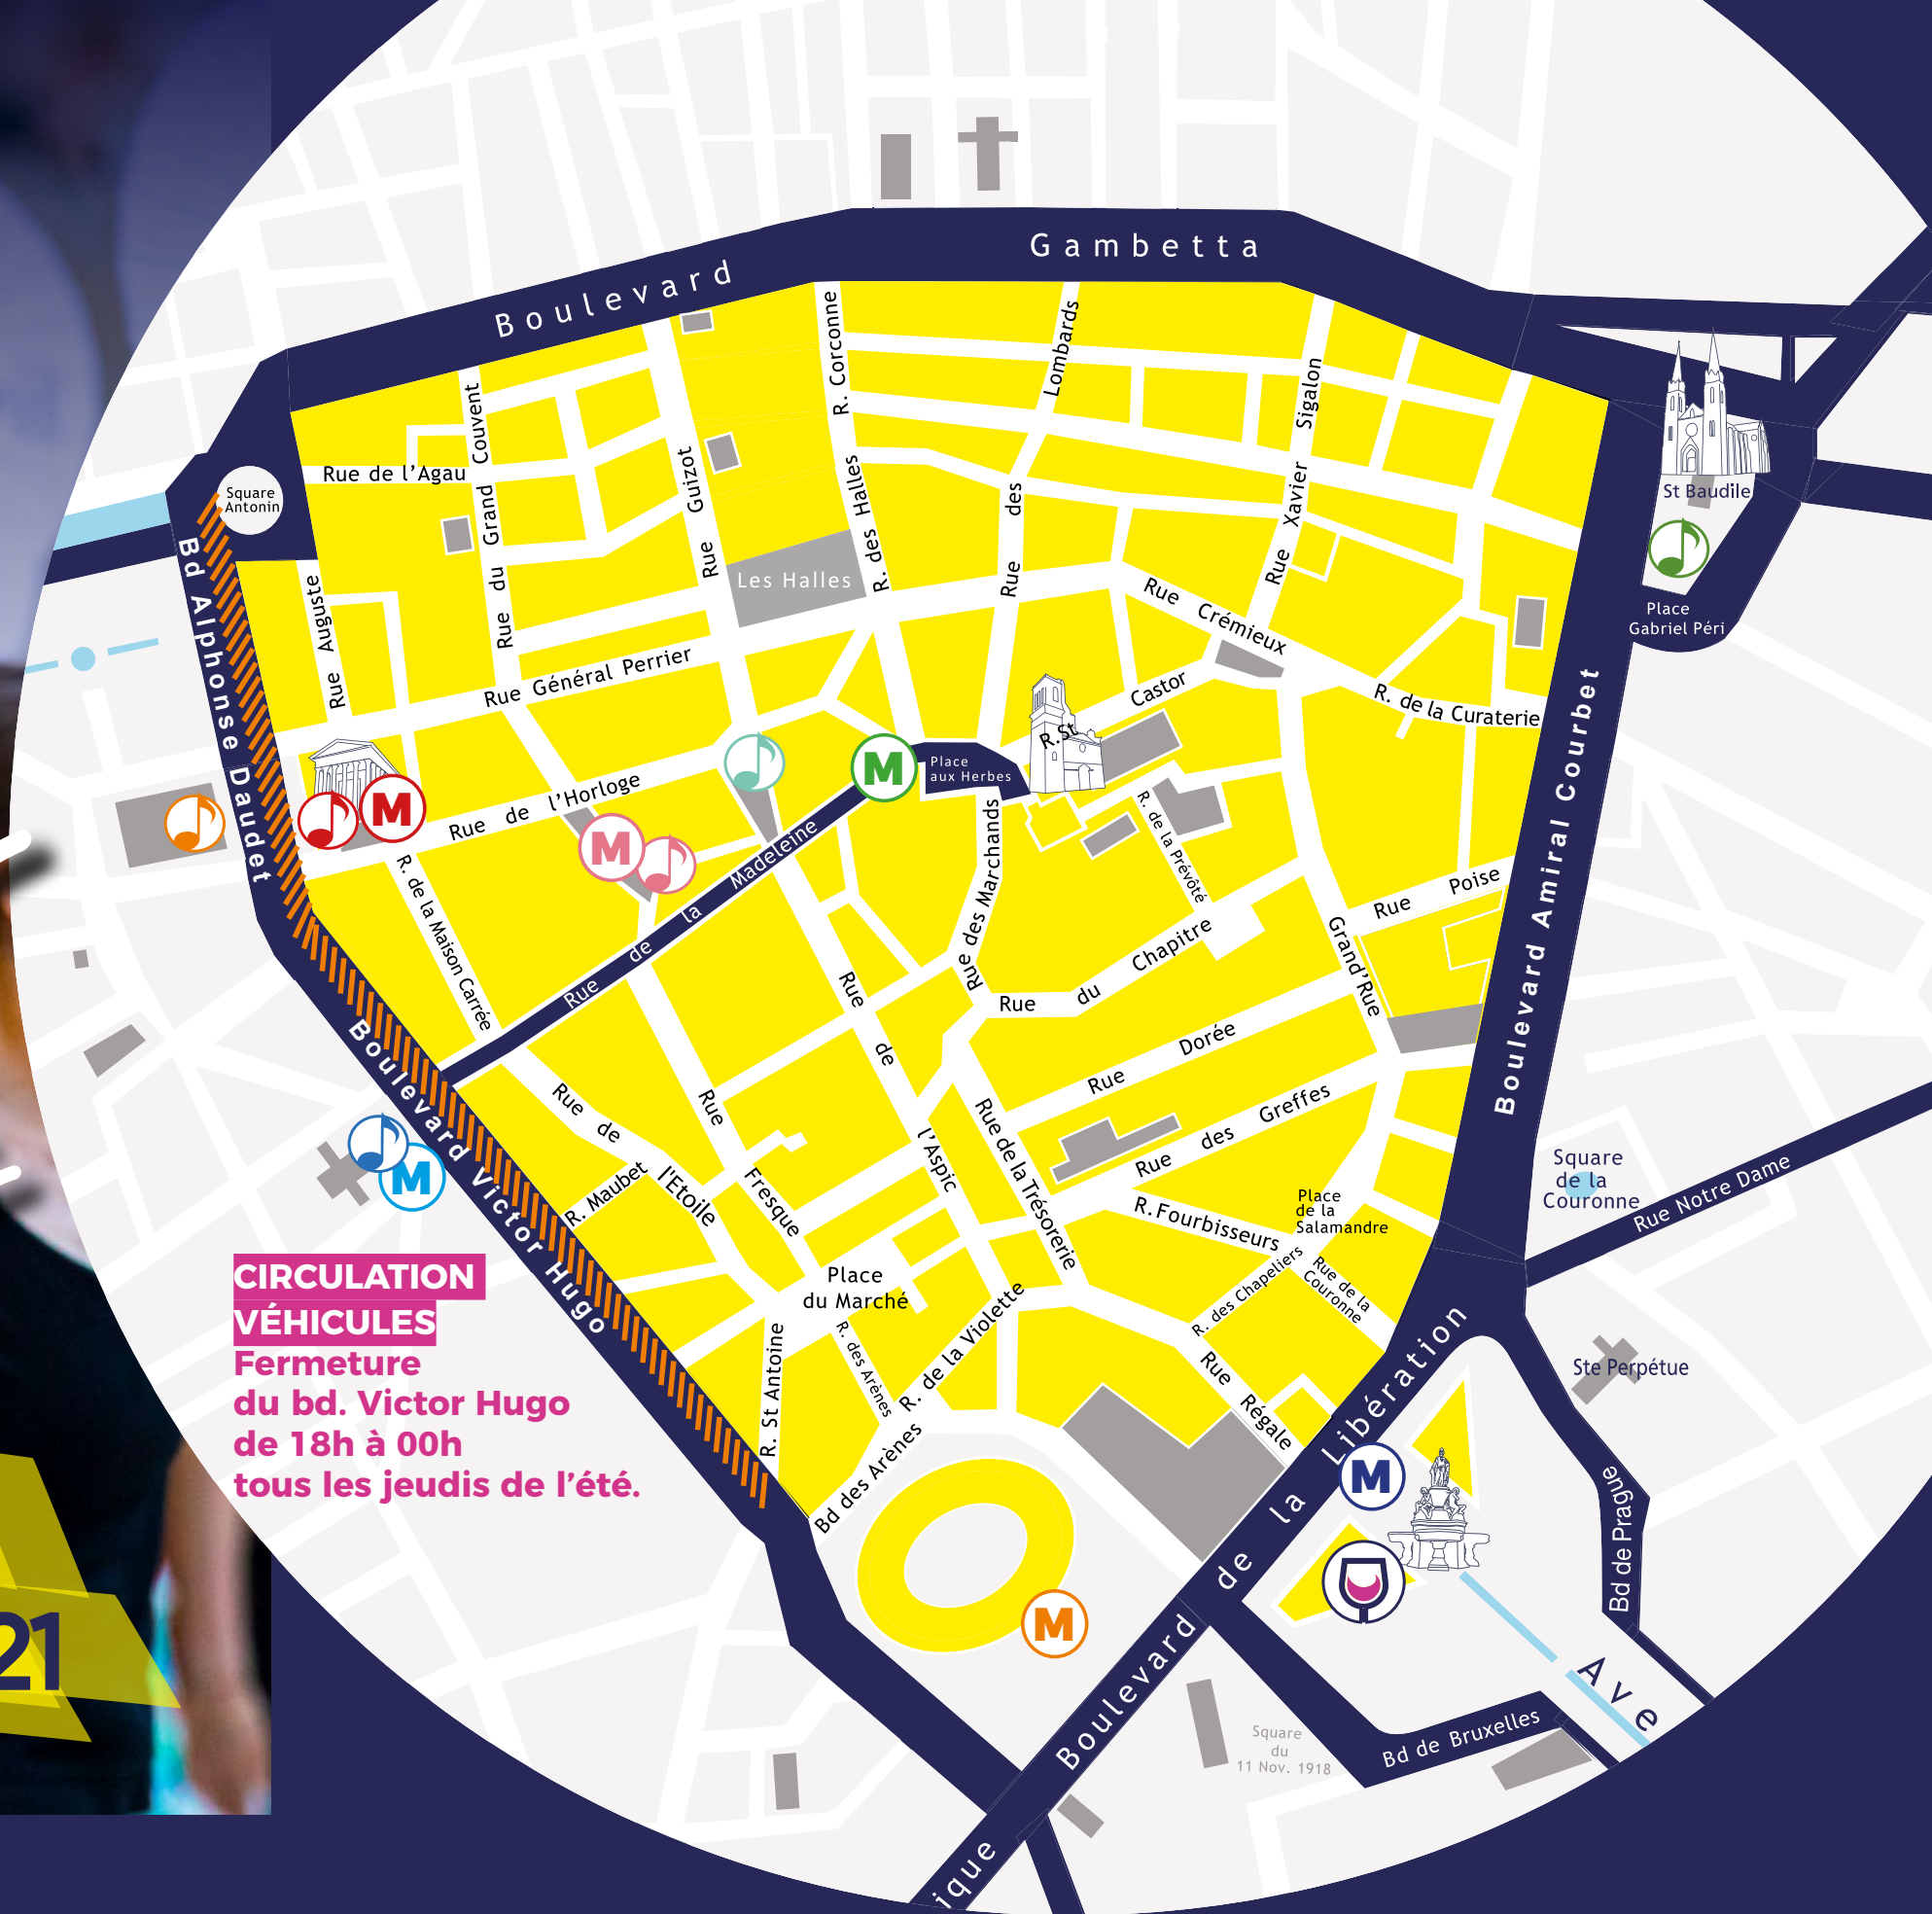 Boulevard
Gambetta
Square
Antonin
Rue de l’Agau
Rue du Grand Couvent
Rue Guizot
R. Corconne
R. des Halles
Rue des Lombards
Rue Xavier Sigalon
Les Halles
Rue Auguste
Rue Général Perrier
Rue Crémieux
R. de la Curaterie
R.St Castor
St Baudile
Place
Gabriel Péri
Bd Alphonse Daudet
Boulevard Amiral Courbet
Place
aux Herbes
M
M
M
Rue de l’Horloge
Rue de la Madeleine
R. de la Maison Carrée
Rue des Marchands
R. de la Prévôté
Rue du Chapitre
Rue Poise
Grand’Rue
Rue de l’Aspic
Rue Dorée
Rue des Greffes
Rue de la Trésorerie
Rue Fresque
Rue de l’Etoile
R. Maubet
Boulevard Victor Hugo
M
R. Fourbisseurs
Place
de la
Salamandre
R. des Chapeliers
Rue de la
Couronne
Square
de la
Couronne
Rue Notre Dame
Place
du Marché
R. St Antoine
R. des Arènes
R. de la Violette
Bd des Arènes
Rue Régale
Ste Perpétue
CIRCULATION
VÉHICULES
Fermeture
du bd. Victor Hugo
de 18h à 00h
tous les jeudis de l’été.
Boulevard de la Libération
M
M
Bd de Prague
Ave
Bd de Bruxelles
Square
du
11 Nov. 1918
ique
21